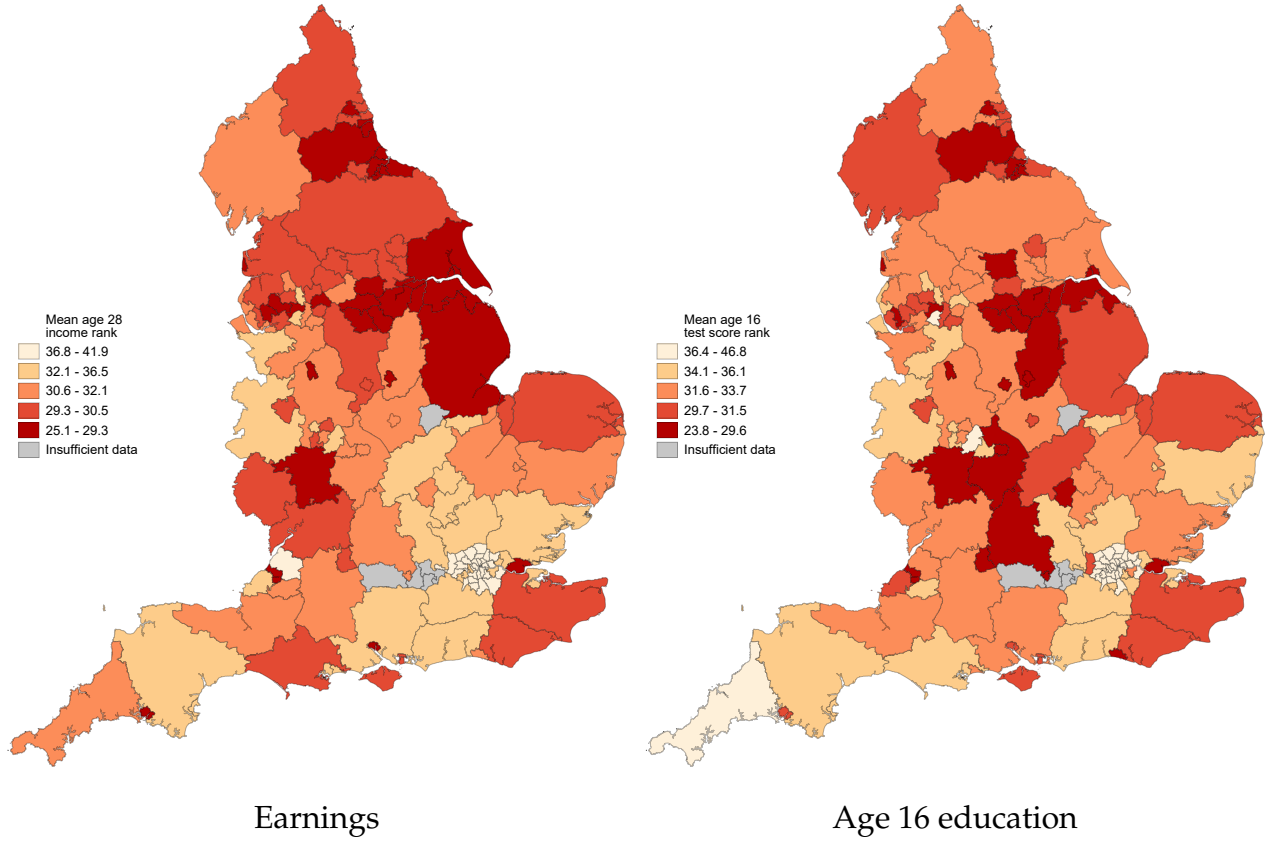 Mean age 28
income rank
36.8 - 41.9
32.1 - 36.5
30.6 - 32.1
29.3 - 30.5
25.1 - 29.3
Insufficient data
Mean age 16
test score rank
36.4 - 46.8
34.1 - 36.1
31.6 - 33.7
29.7 - 31.5
23.8 - 29.6
Insufficient data
Earnings
Age 16 education